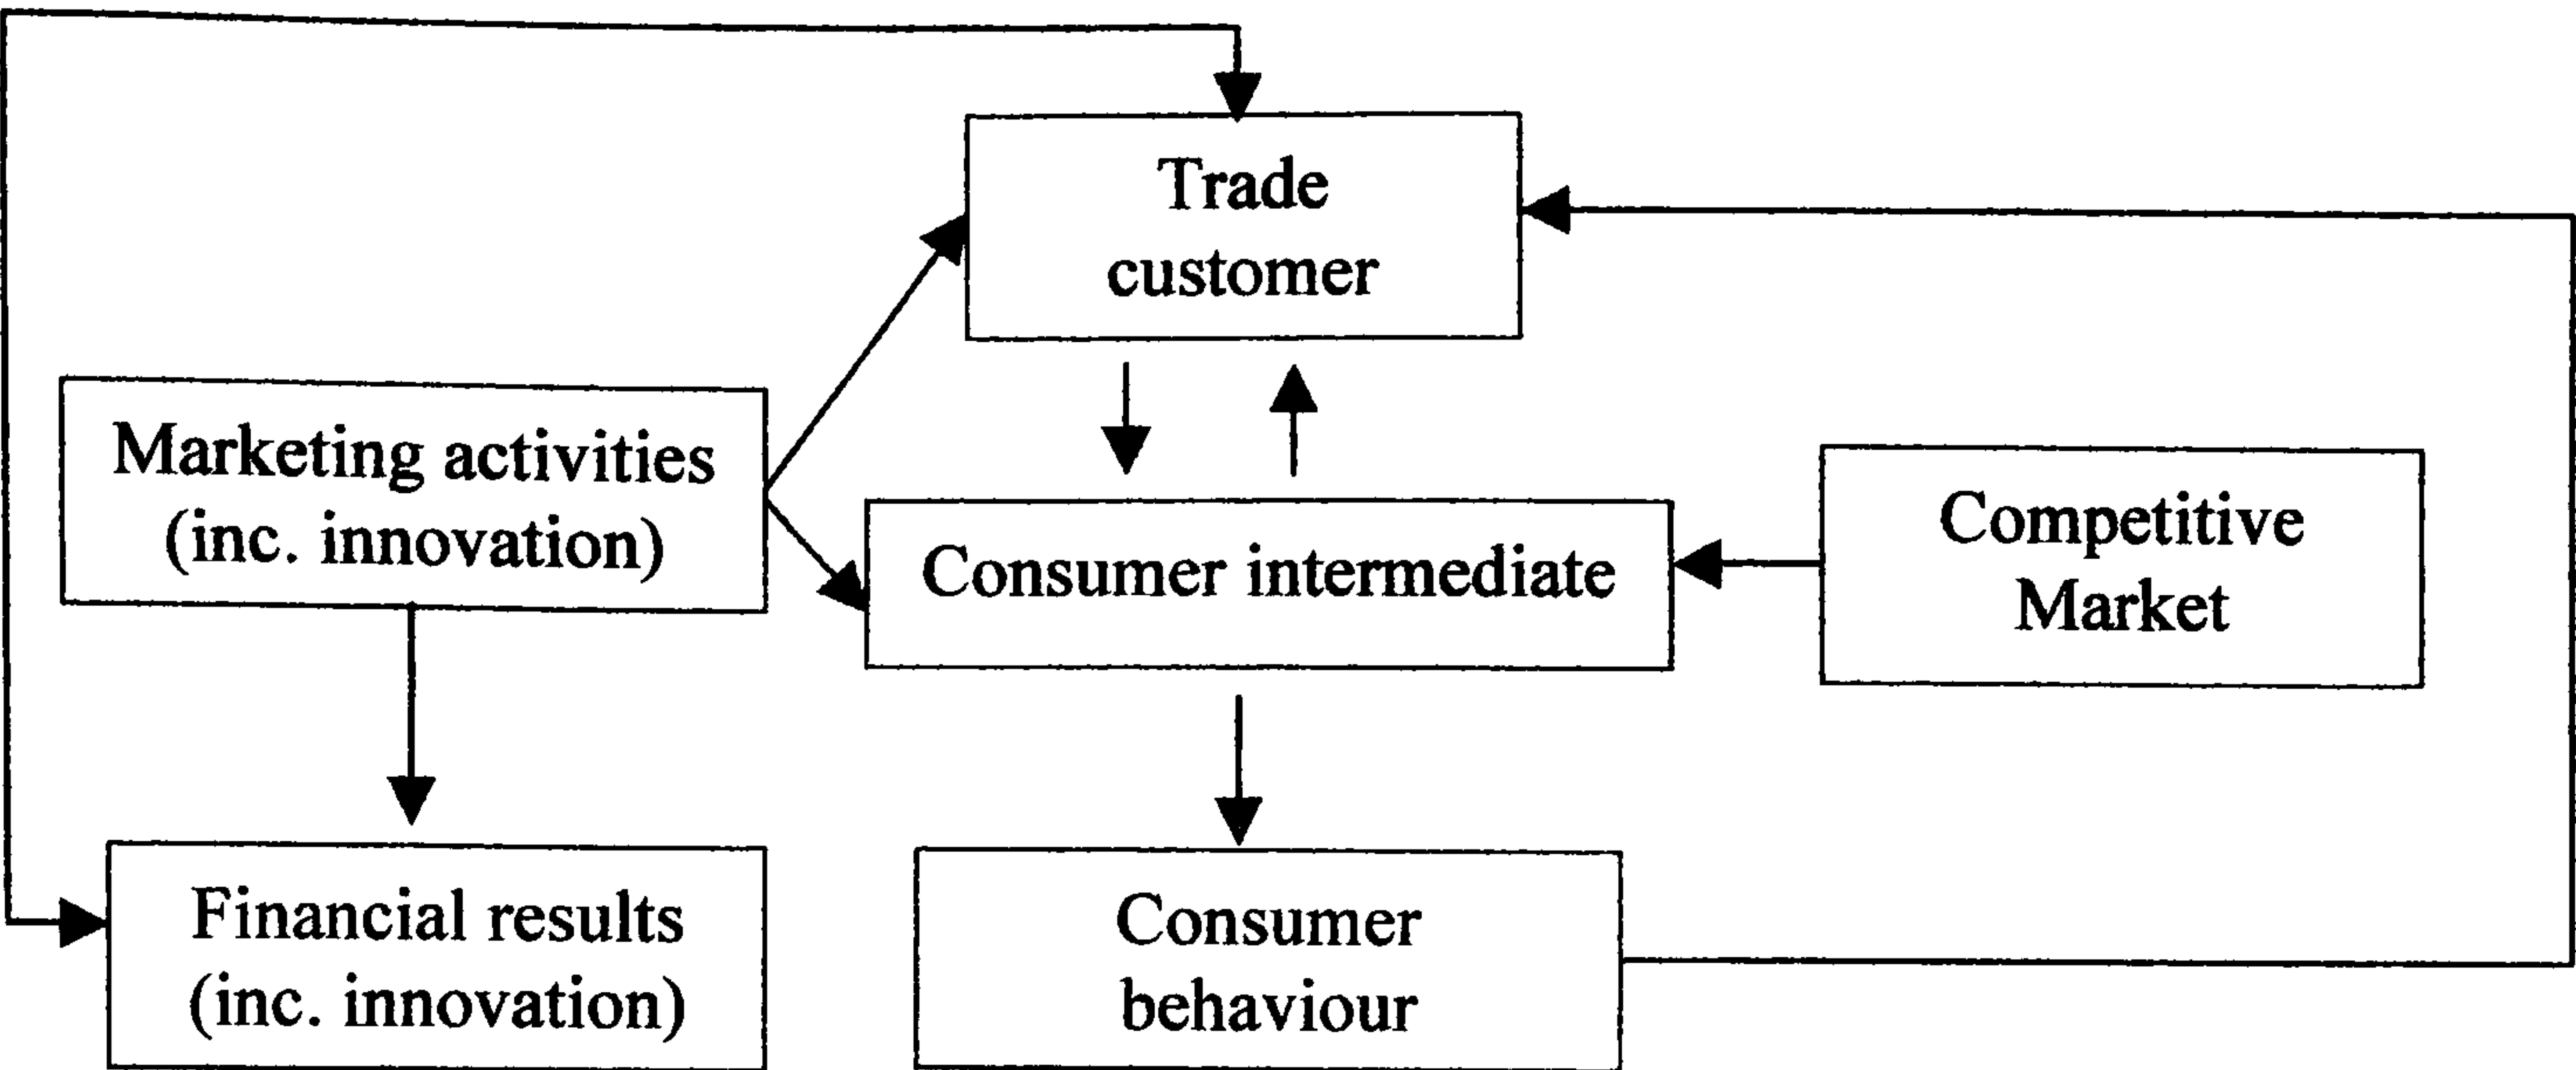 Trade
customer
Marketing activities
(inc. innovation)
Consumer intermediate
Competitive
Market
Financial results
(inc. innovation)
Consumer
behaviour